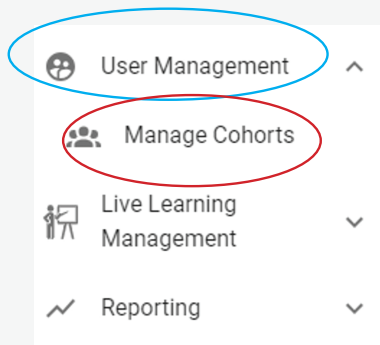 User Management
Manage Cohorts
Live Learning
Management
Reporting